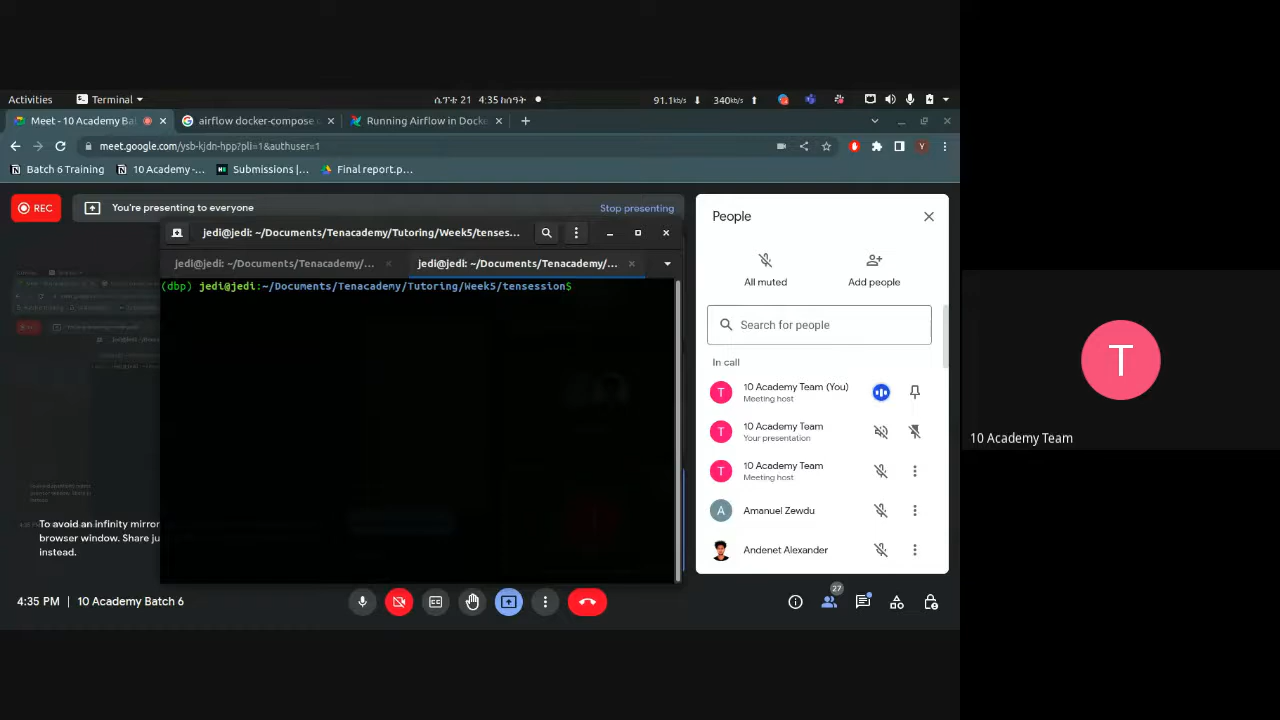 Activities
Terminal
ሴፕቴ 21 4:35 ከሰዓት
91.1kb/s
340kb/s
Meet - 10 Academy Bat
airflow docker-compose c
Running Airflow in Docke
meet.google.com/ysb-kjdn-hpp?pli=1&authuser=1
Y
Batch 6 Training
10 Academy -...
Submissions |...
Final report.p...
REC
You're presenting to everyone
Stop presenting
People
jedi@jedi: ~/Documents/Tenacademy/Tutoring/Week5/tenses...
jedi@jedi: ~/Documents/Tenacademy/...
jedi@jedi: ~/Documents/Tenacademy/...
(dbp) jedi@jedi:~/Documents/Tenacademy/Tutoring/Week5/tensession$
All muted
Add people
Search for people
In call
T
10 Academy Team (You)
Meeting host
T
10 Academy Team
Your presentation
T
10 Academy Team
Meeting host
A
Amanuel Zewdu
Andenet Alexander
To avoid an infinity mirror
browser window. Share ju
instead.
4:35 PM | 10 Academy Batch 6
27
T
10 Academy Team